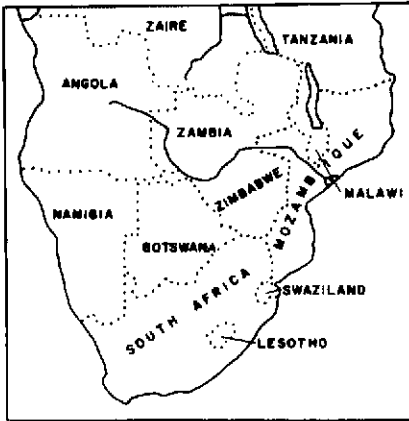 ZAIRE
TANZANIA
ANGOLA
ZAMBIA
MALAWI
MOZAMBIQUE
ZIMBABWE
NAMIBIA
BOTSWANA
SWAZILAND
SOUTH AFRICA
LESOTHO